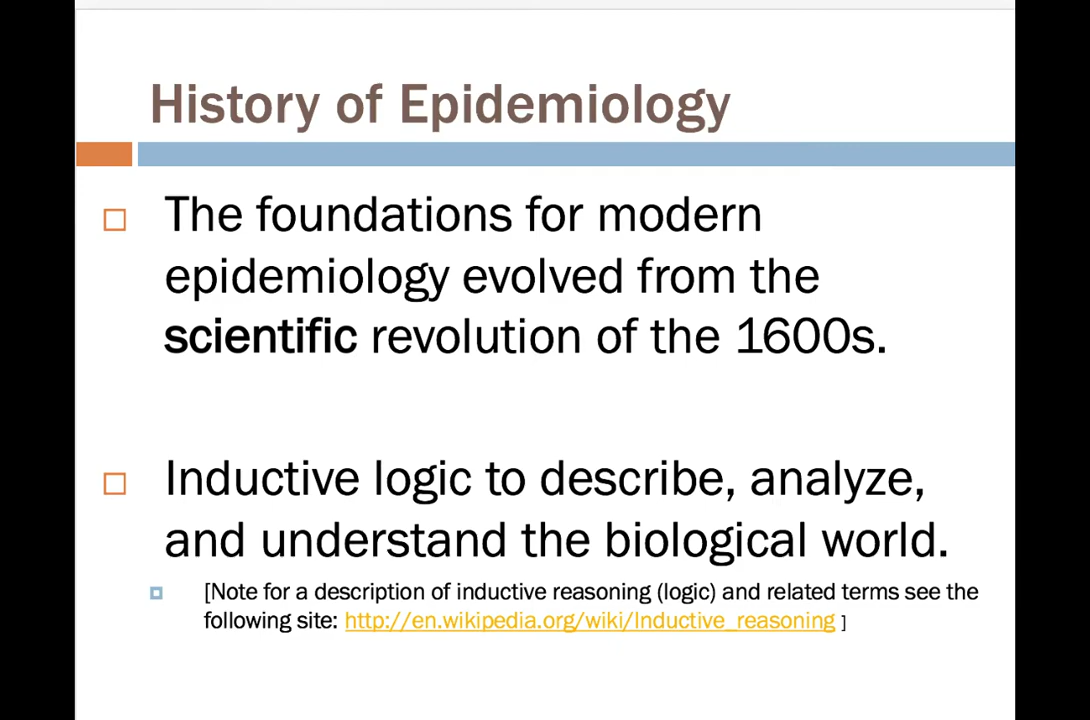 History of Epidemiology
The foundations for modern
epidemiology evolved from the
scientific revolution of the 1600s.
Inductive logic to describe, analyze,
and understand the biological world.
[Note for a description of inductive reasoning (logic) and related terms see the
following site: http://en.wikipedia.org/wiki/Inductive_reasoning ]